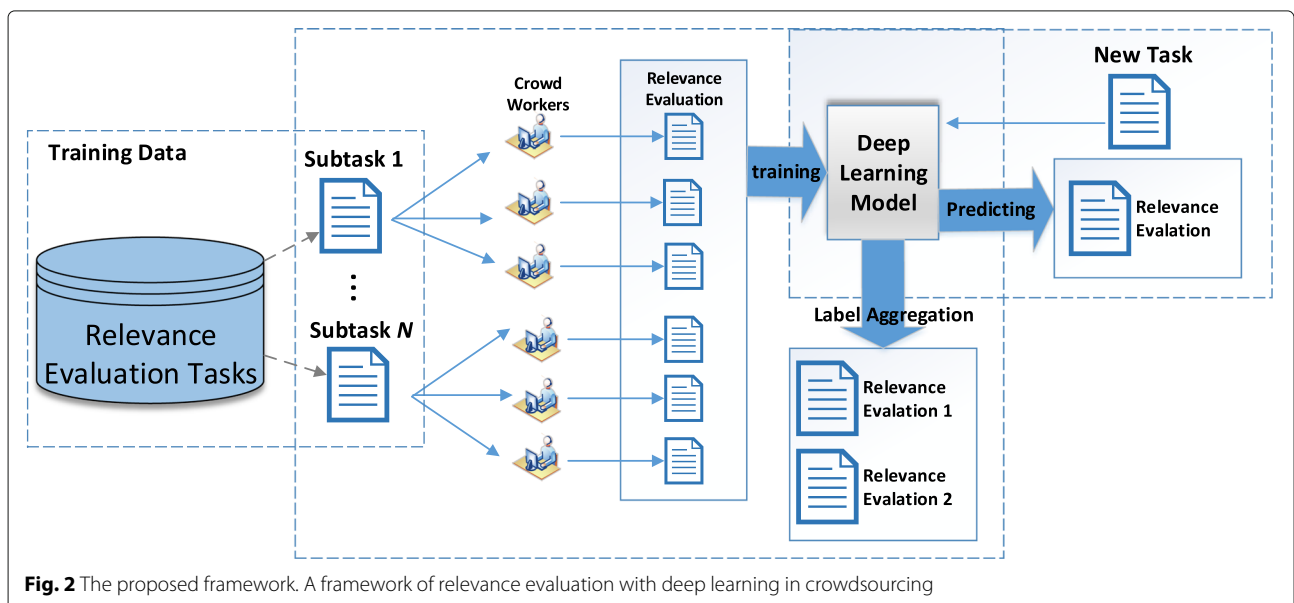 Training Data
Relevance
Evaluation Tasks
Subtask 1
Subtask N
Crowd
Workers
Relevance
Evaluation
training
Deep
Learning
Model
New Task
Predicting
Relevance
Evalation
Label Aggregation
Relevance
Evalation 1
Relevance
Evalation 2
Fig. 2 The proposed framework. A framework of relevance evaluation with deep learning in crowdsourcing